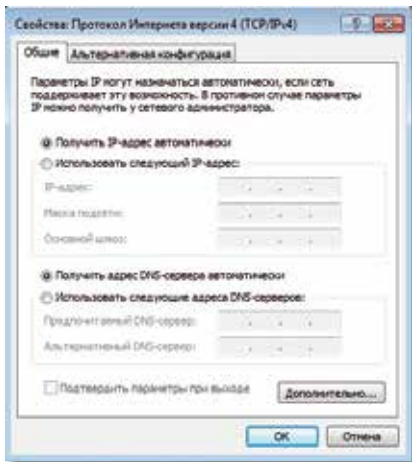 Свойства: Протокол Интернета версии 4 (TCP/IPv4)
Общие
Альтернативная конфигурация
Параметры IP могут назначаться автоматически, если сеть
поддерживает эту возможность. В противном случае параметры
IP можно получить у сетевого администратора.
Получить IP-адрес автоматически
Использовать следующий IP-адрес:
IP-адрес:
Маска подсети:
Основной шлюз:
Получить адрес DNS-сервера автоматически
Использовать следующие адреса DNS-серверов:
Предпочитаемый DNS-сервер:
Альтернативный DNS-сервер:
Подтвердить параметры при выходе
Дополнительно...
ОК
Отмена